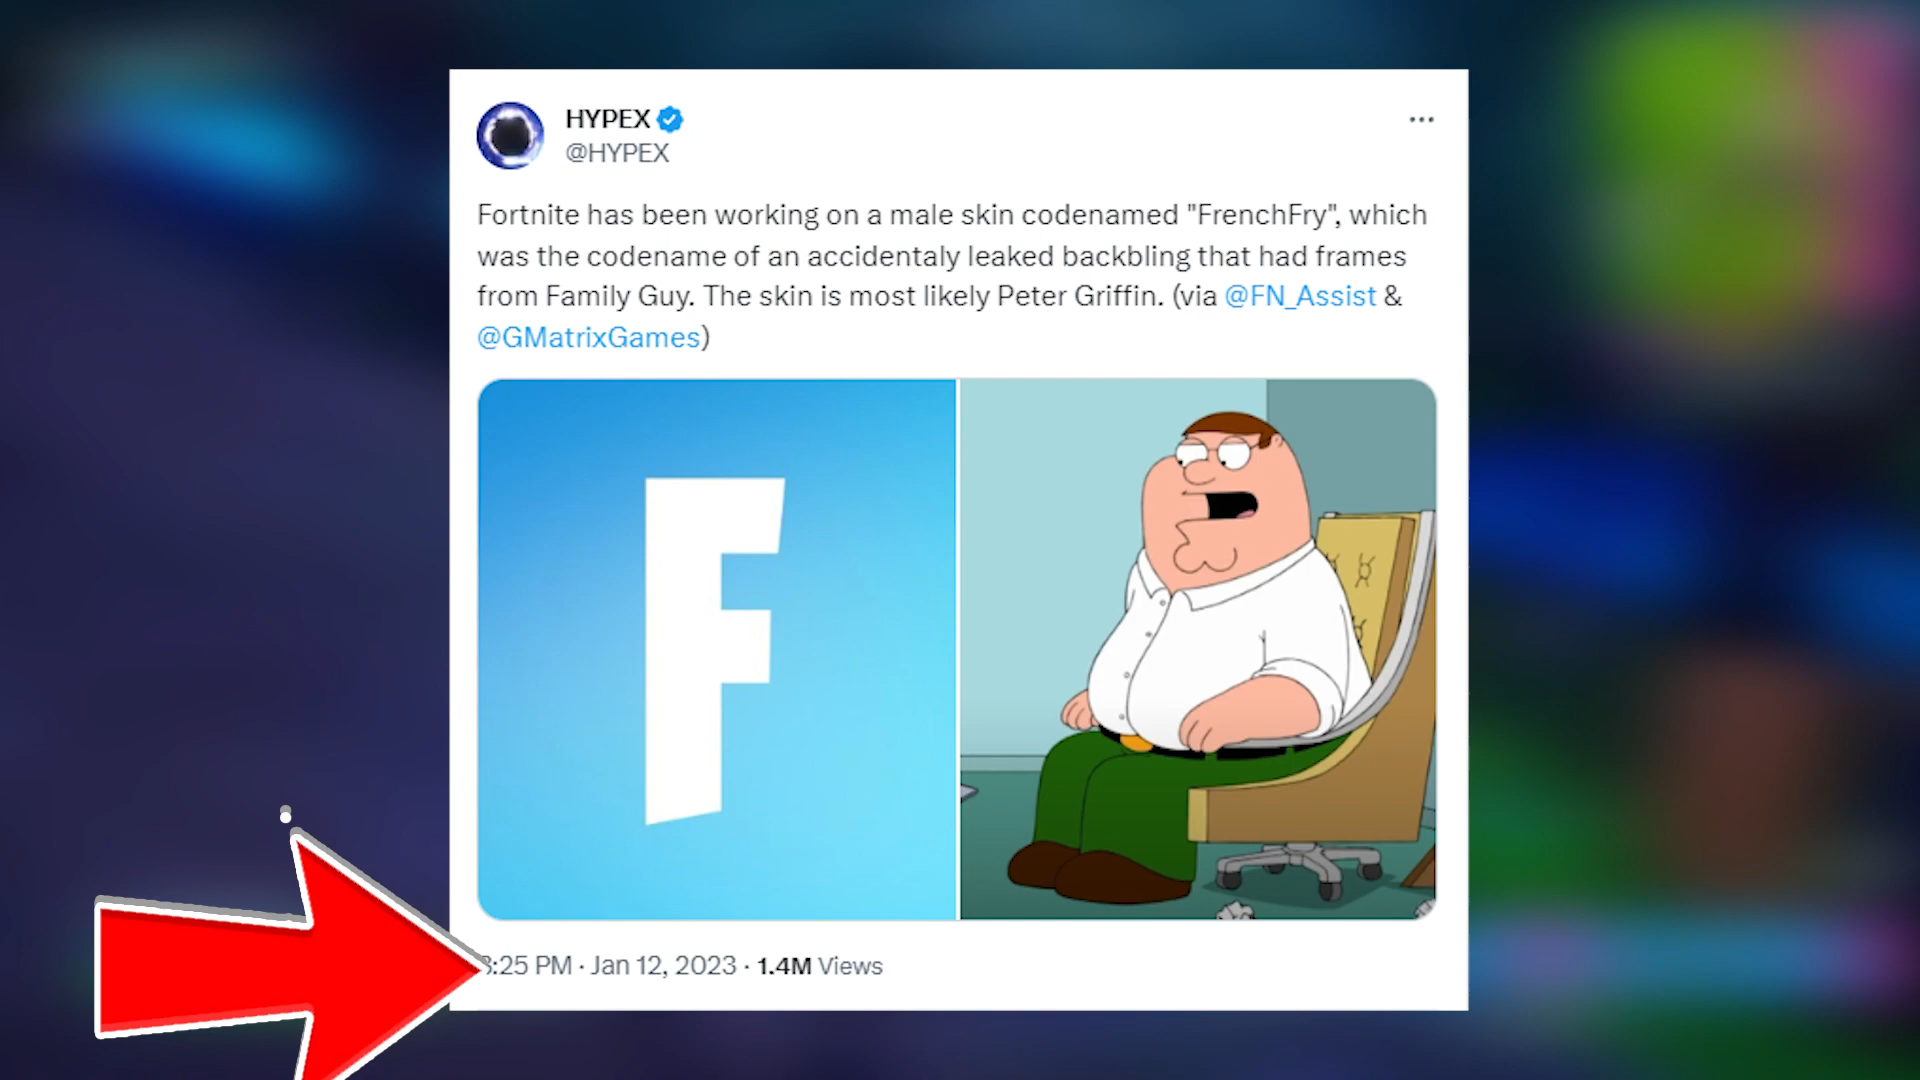 HYPEX
@HYPEX
Fortnite has been working on a male skin codenamed "FrenchFry", which
was the codename of an accidentaly leaked backbling that had frames
from Family Guy. The skin is most likely Peter Griffin. (via @FN_Assist &
@GMatrixGames)
F
:25 PM · Jan 12, 2023 · 1.4M Views